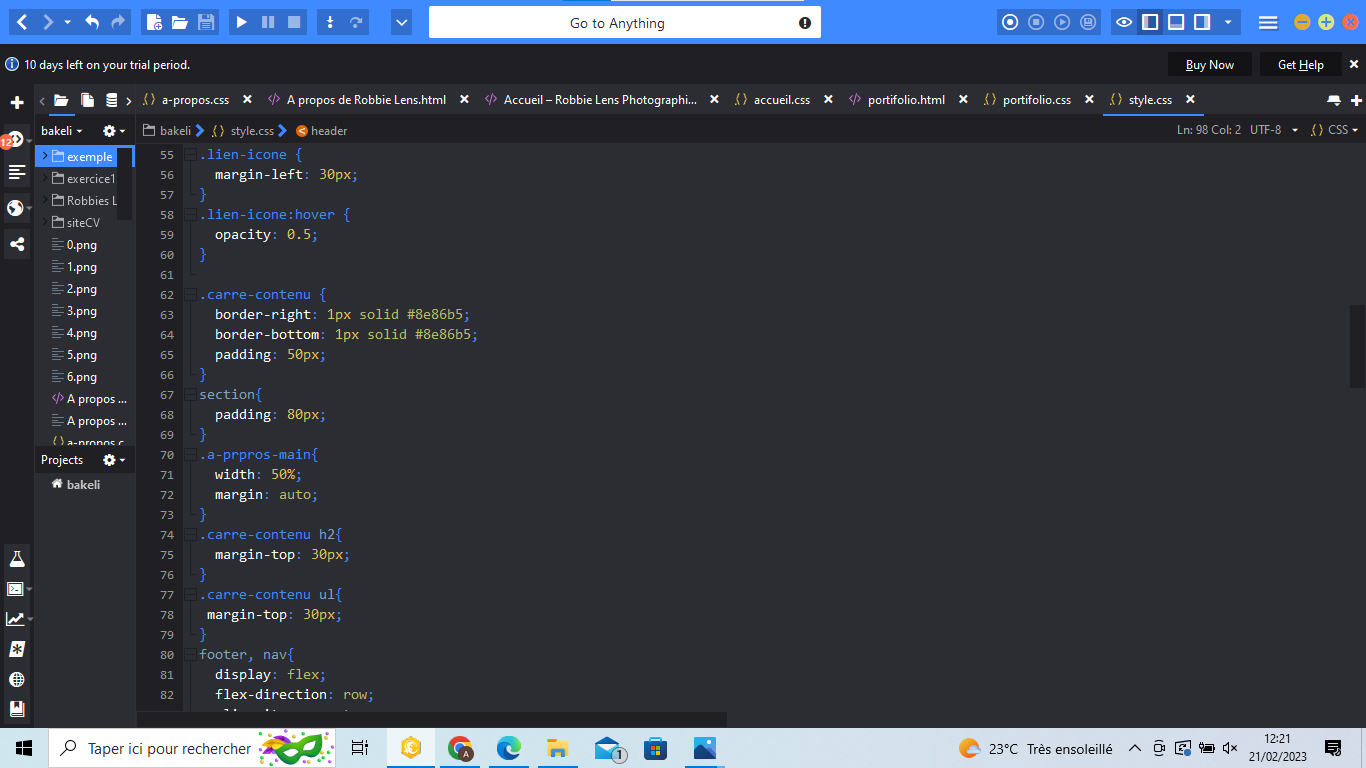 Go to Anything
10 days left on your trial period.
Buy Now
Get Help
a-propos.css
A propos de Robbie Lens.html
Accueil – Robbie Lens Photographi...
accueil.css
portifolio.html
portifolio.css
style.css
bakeli
bakeli
style.css
header
Ln: 98 Col: 2
UTF-8
CSS
12
exemple
exercice1
Robbies L
siteCV
0.png
1.png
2.png
3.png
4.png
5.png
6.png
A propos ...
A propos ...
a-propos.c
Projects
bakeli
55 .lien-icone {
56 margin-left: 30px;
57 }
58 .lien-icone:hover {
59 opacity: 0.5;
60 }
61
62 .carre-contenu {
63 border-right: 1px solid #8e86b5;
64 border-bottom: 1px solid #8e86b5;
65 padding: 50px;
66 }
67 section{
68 padding: 80px;
69 }
70 .a-prpros-main{
71 width: 50%;
72 margin: auto;
73 }
74 .carre-contenu h2{
75 margin-top: 30px;
76 }
77 .carre-contenu ul{
78 margin-top: 30px;
79 }
80 footer, nav{
81 display: flex;
82 flex-direction: row;
Taper ici pour rechercher
A
1
23°C Très ensoleillé
12:21
21/02/2023